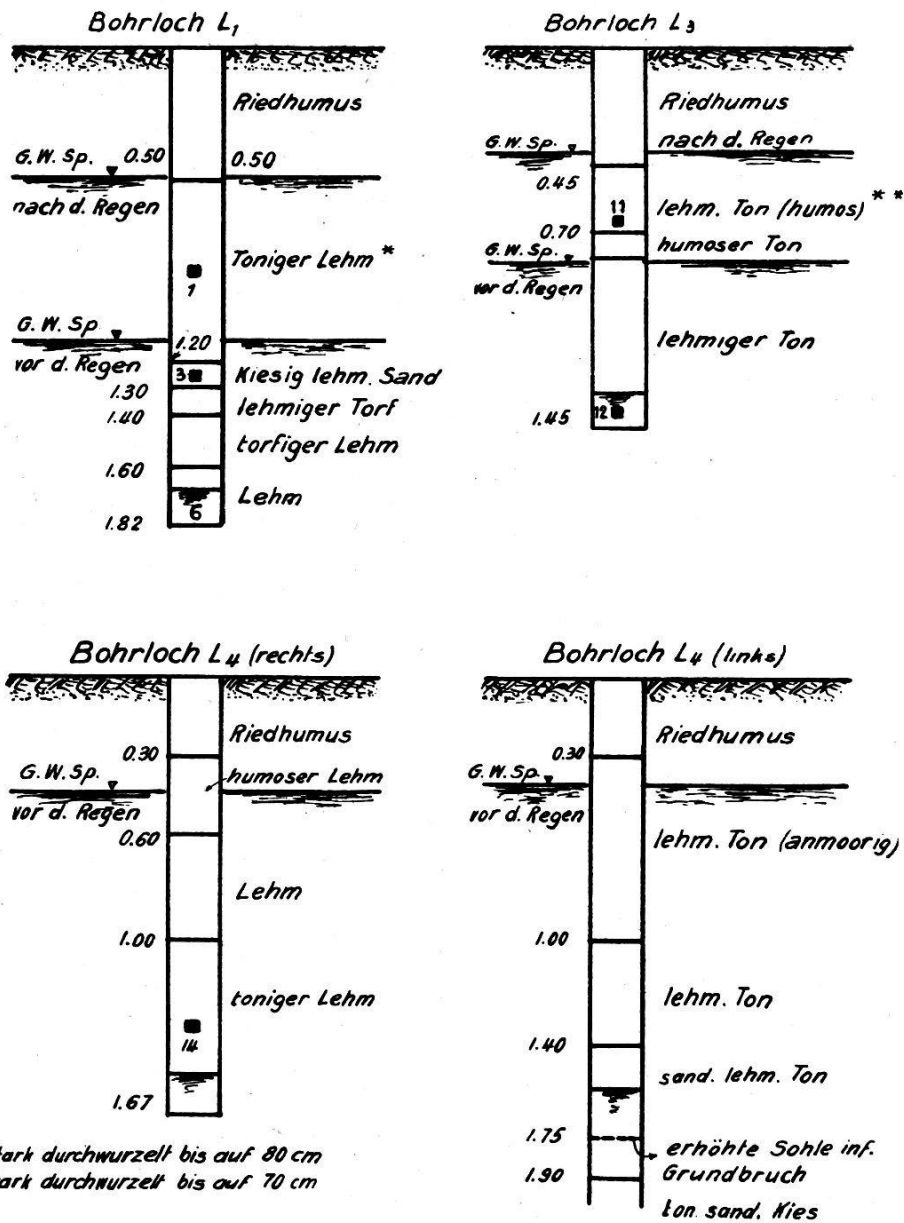 Bohrloch L₁
Riedhumus
G.W.Sp. 0.50 0.50
nach d. Regen
Toniger Lehm *
1
G.W.Sp
1.20
vor d. Regen
3 Kiesig lehm. Sand
1.30
lehmiger Torf
1.40
torfiger Lehm
1.60
Lehm
6
1.82
Bohrloch L₃
Riedhumus
G.W.Sp. nach d. Regen
0.45
11 lehm. Ton (humos) * *
0.70
humoser Ton
G.W.Sp.
vor d. Regen
lehmiger Ton
12
1.45
Bohrloch L₄ (rechts)
Riedhumus
0.30
G.W.Sp. humoser Lehm
vor d. Regen
0.60
Lehm
1.00
toniger Lehm
14
1.67
tark durchwurzelt bis auf 80 cm
ark durchwurzelt bis auf 70 cm
Bohrloch L₄ (links)
Riedhumus
0.30
G.W.Sp.
vor d. Regen
lehm. Ton (anmoorig)
1.00
lehm. Ton
1.40
sand. lehm. Ton
1.75
erhöhte Sohle inf.
1.90 Grundbruch
ton. sand. Kies